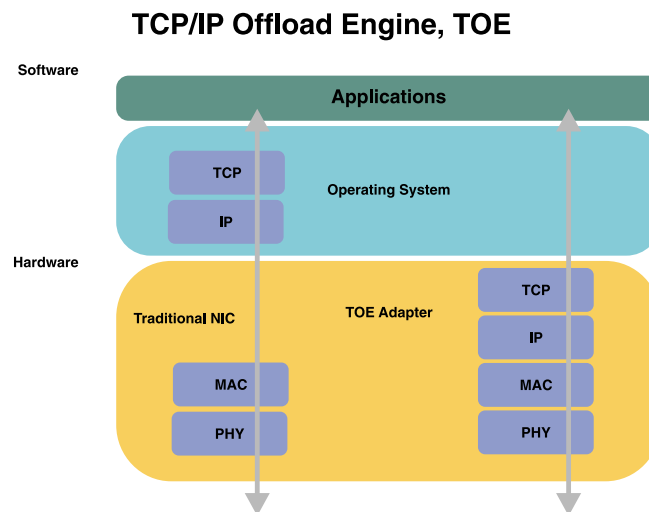 TCP/IP Offload Engine, TOE
Software
Applications
TCP
Operating System
IP
Hardware
TCP
Traditional NIC
TOE Adapter
IP
MAC
MAC
PHY
PHY